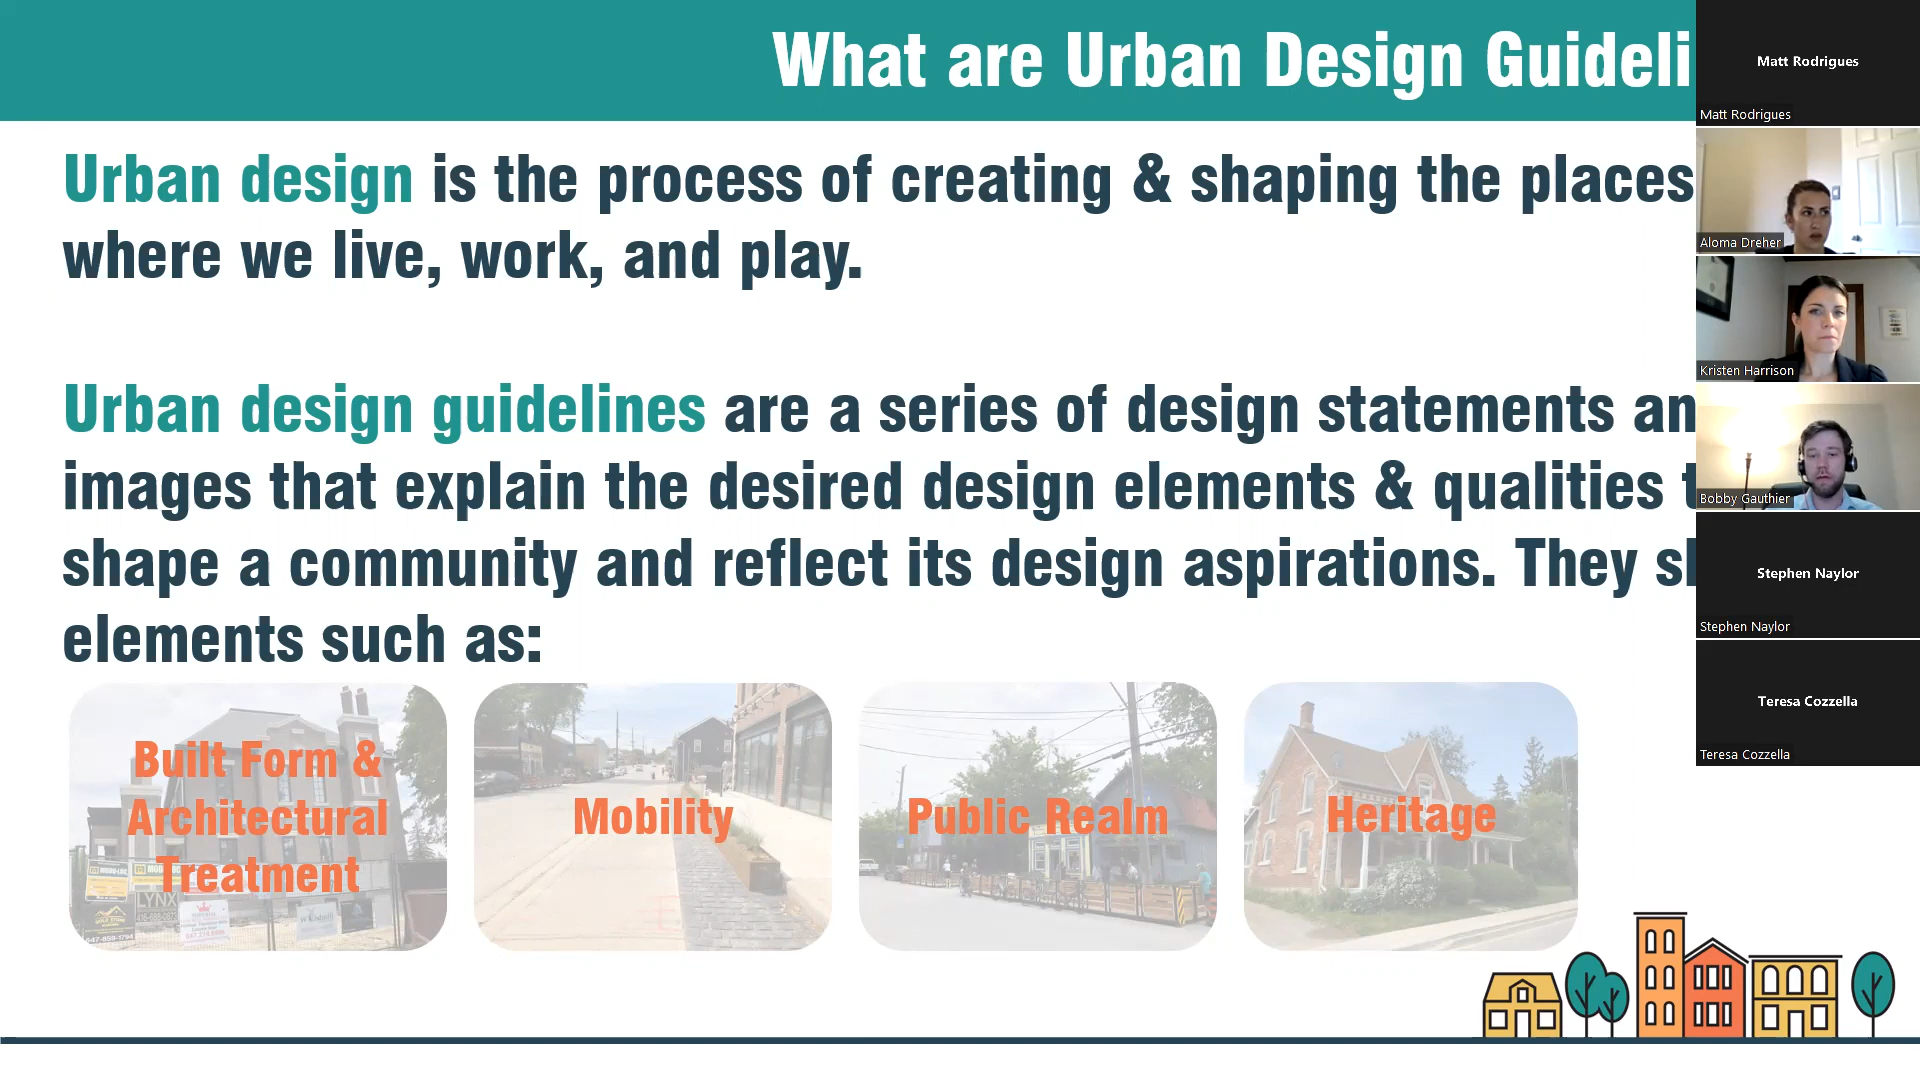 What are Urban Design Guideli
Urban design is the process of creating & shaping the places
where we live, work, and play.
Urban design guidelines are a series of design statements an
images that explain the desired design elements & qualities t
shape a community and reflect its design aspirations. They sh
elements such as:
Built Form &
Architectural
Treatment
LYNX
Mobility
Public Realm
Heritage
Matt Rodrigues
Matt Rodrigues
Aloma Dreher
Kristen Harrison
Bobby Gauthier
Stephen Naylor
Stephen Naylor
Teresa Cozzella
Teresa Cozzella